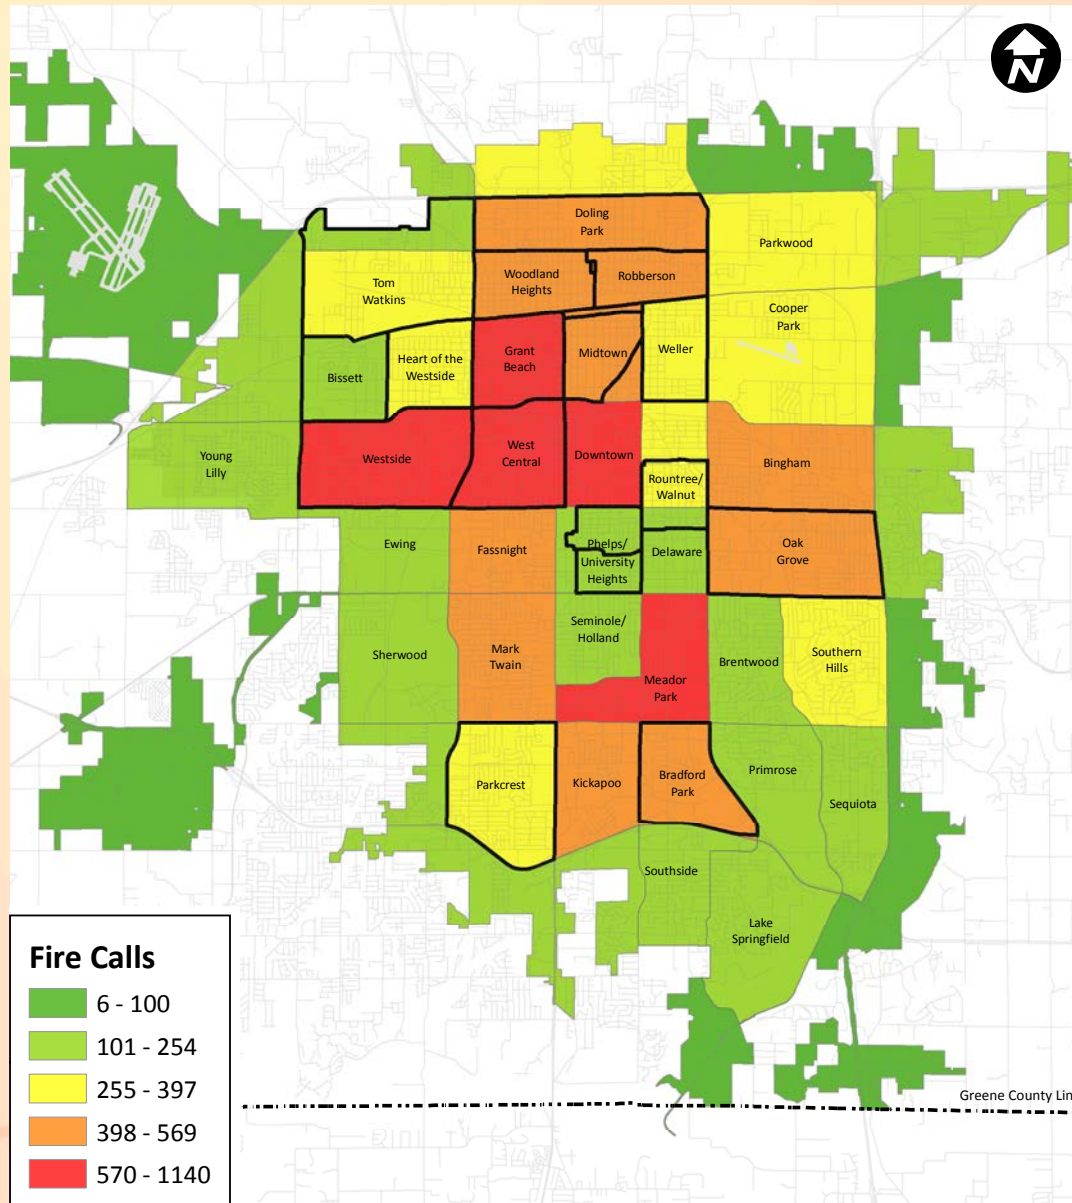 N
Doling
Park
Parkwood
Woodland
Heights
Robberson
Tom
Watkins
Cooper
Park
Grant
Beach
Midtown
Weller
Heart of the
Westside
Bissett
West
Central
Westside
Downtown
Young
Lilly
Bingham
Rountree/
Walnut
Ewing
Fassnight
Phelps/
University
Heights
Delaware
Oak
Grove
Seminole/
Holland
Sherwood
Mark
Twain
Brentwood
Southern
Hills
Meador
Park
Parkcrest
Kickapoo
Bradford
Park
Primrose
Sequiota
Southside
Lake
Springfield
Fire Calls
6 - 100
101 - 254
255 - 397
398 - 569
570 - 1140
Greene County Lin